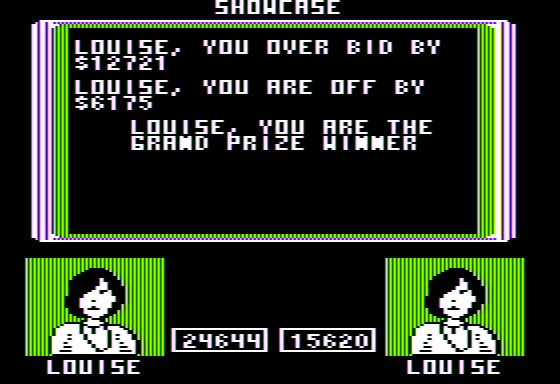 SHOWCASE
LOUISE, YOU OVER BID BY
$12721
LOUISE, YOU ARE OFF BY
$6175
LOUISE, YOU ARE THE
GRAND PRIZE WINNER
24644 15620
LOUISE LOUISE